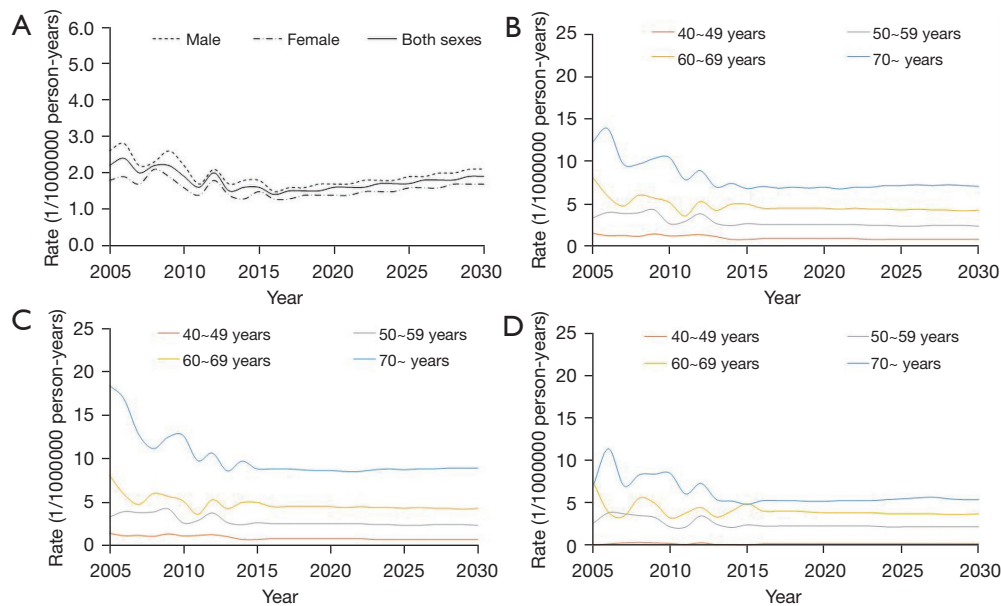 A
6.0
5.0
4.0
3.0
2.0
1.0
0.0
Rate (1/1000000 person-years)
Male Female Both sexes
2005 2010 2015 2020 2025 2030
Year
B
25
20
15
10
5
0
Rate (1/1000000 person-years)
40~49 years 50~59 years
60~69 years 70~ years
2005 2010 2015 2020 2025 2030
Year
C
25
20
15
10
5
0
Rate (1/1000000 person-years)
40~49 years 50~59 years
60~69 years 70~ years
2005 2010 2015 2020 2025 2030
Year
D
25
20
15
10
5
0
Rate (1/1000000 person-years)
40~49 years 50~59 years
60~69 years 70~ years
2005 2010 2015 2020 2025 2030
Year